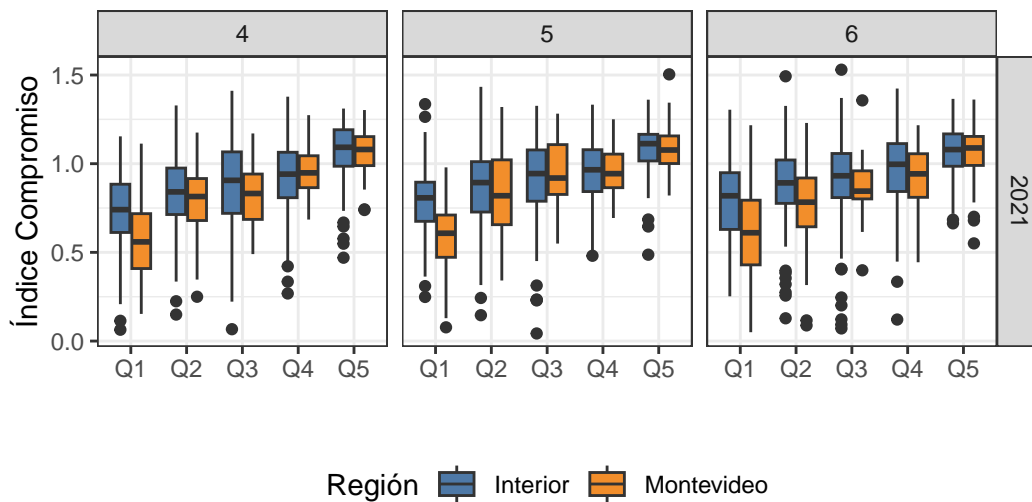 4 5 6
Índice Compromiso
1.5
1.0
0.5
0.0
2021
Q1 Q2 Q3 Q4 Q5 Q1 Q2 Q3 Q4 Q5 Q1 Q2 Q3 Q4 Q5
Región Interior Montevideo